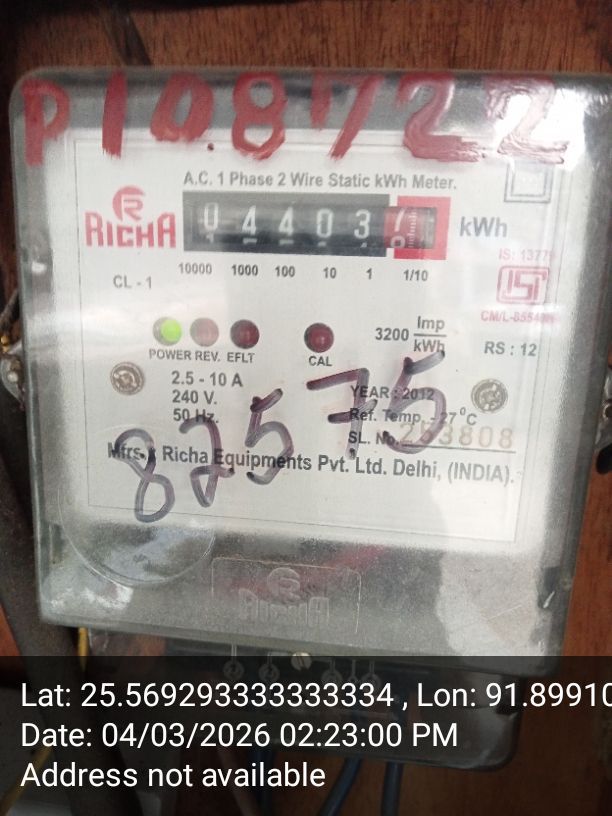 P108722
A.C. 1 Phase 2 Wire Static kWh Meter.
RICHA
04403 kWh
10000 1000 100 10 1 1/10
IS: 13779
ISI
CL - 1
POWER REV. EFLT CAL
3200 Imp/kWh
RS : 12
2.5 - 10 A
240 V.
50 Hz.
YEAR : 2012
Ref. Temp. - 27°C
SL. No.
82575
Mfrs. : Richa Equipments Pvt. Ltd. Delhi, (INDIA).
RICHA
Lat: 25.569293333333334 , Lon: 91.89910
Date: 04/03/2026 02:23:00 PM
Address not available